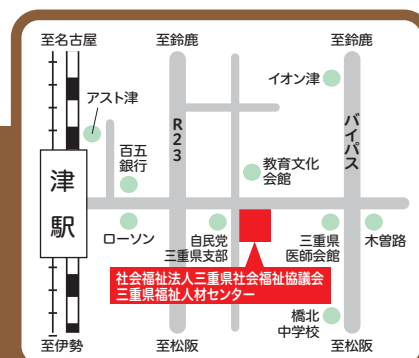 至名古屋
至鈴鹿
至鈴鹿
イオン津
アスト津
R23
バイパス
百五
銀行
教育文化
会館
津駅
ローソン
自民党
三重県支部
三重県
医師会館
木曽路
社会福祉法人三重県社会福祉協議会
三重県福祉人材センター
橋北
中学校
至伊勢
至松阪
至松阪